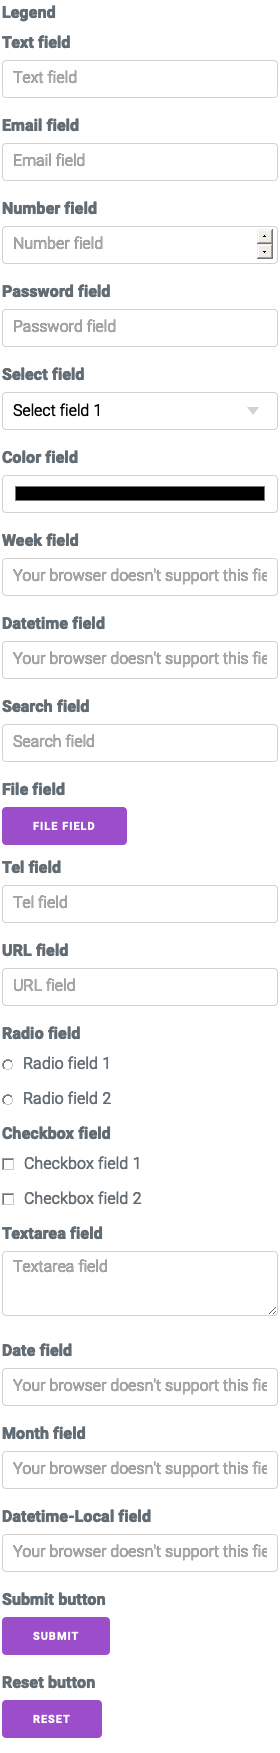 Legend
Text field
Text field
Email field
Email field
Number field
Number field
Password field
Password field
Select field
Select field 1
Color field
Week field
Your browser doesn't support this fie
Datetime field
Your browser doesn't support this fie
Search field
Search field
File field
FILE FIELD
Tel field
Tel field
URL field
URL field
Radio field
Radio field 1
Radio field 2
Checkbox field
Checkbox field 1
Checkbox field 2
Textarea field
Textarea field
Date field
Your browser doesn't support this fie
Month field
Your browser doesn't support this fie
Datetime-Local field
Your browser doesn't support this fie
Submit button
SUBMIT
Reset button
RESET